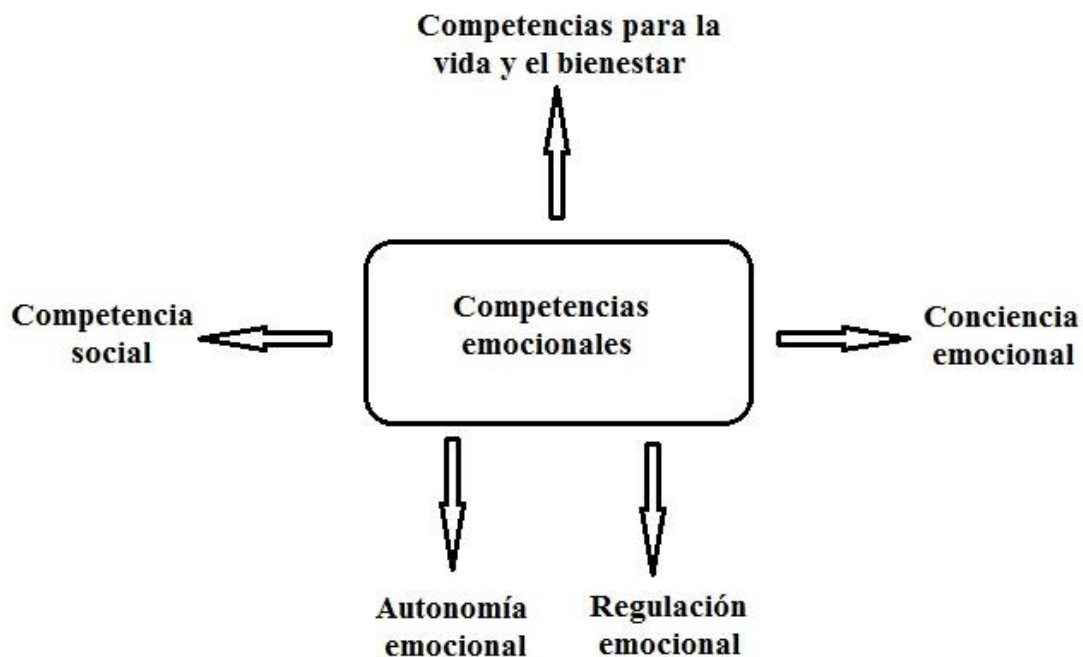 Competencias para la
vida y el bienestar
Competencia
social
Competencias
emocionales
Conciencia
emocional
Autonomía
emocional
Regulación
emocional